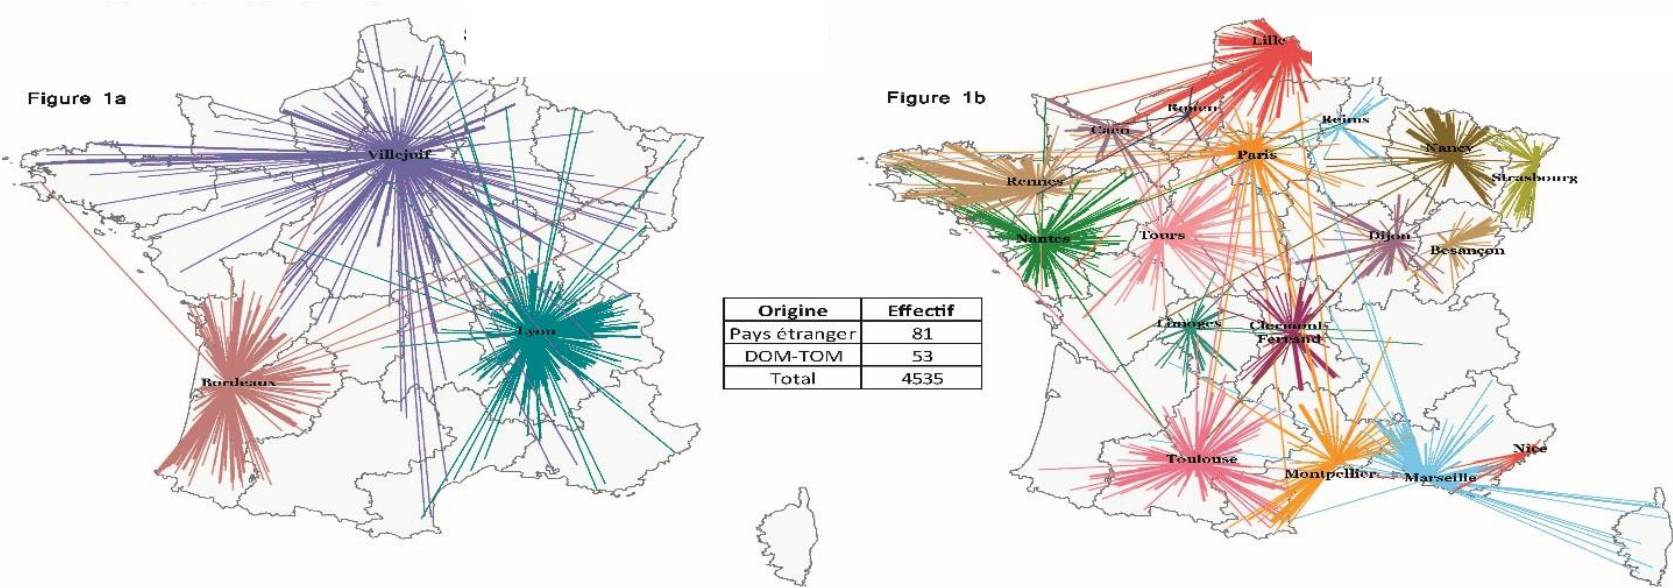 Figure 1a
Villejuif
Lyon
Bordeaux
Origine Effectif
Pays étranger 81
DOM-TOM 53
Total 4535
Figure 1b
Lille
Rouen
Caen
Reims
Paris
Nancy
Strasbourg
Rennes
Nantes
Tours
Dijon
Besançon
Limoges
Clermont-
Ferrand
Toulouse
Montpellier
Marseille
Nice